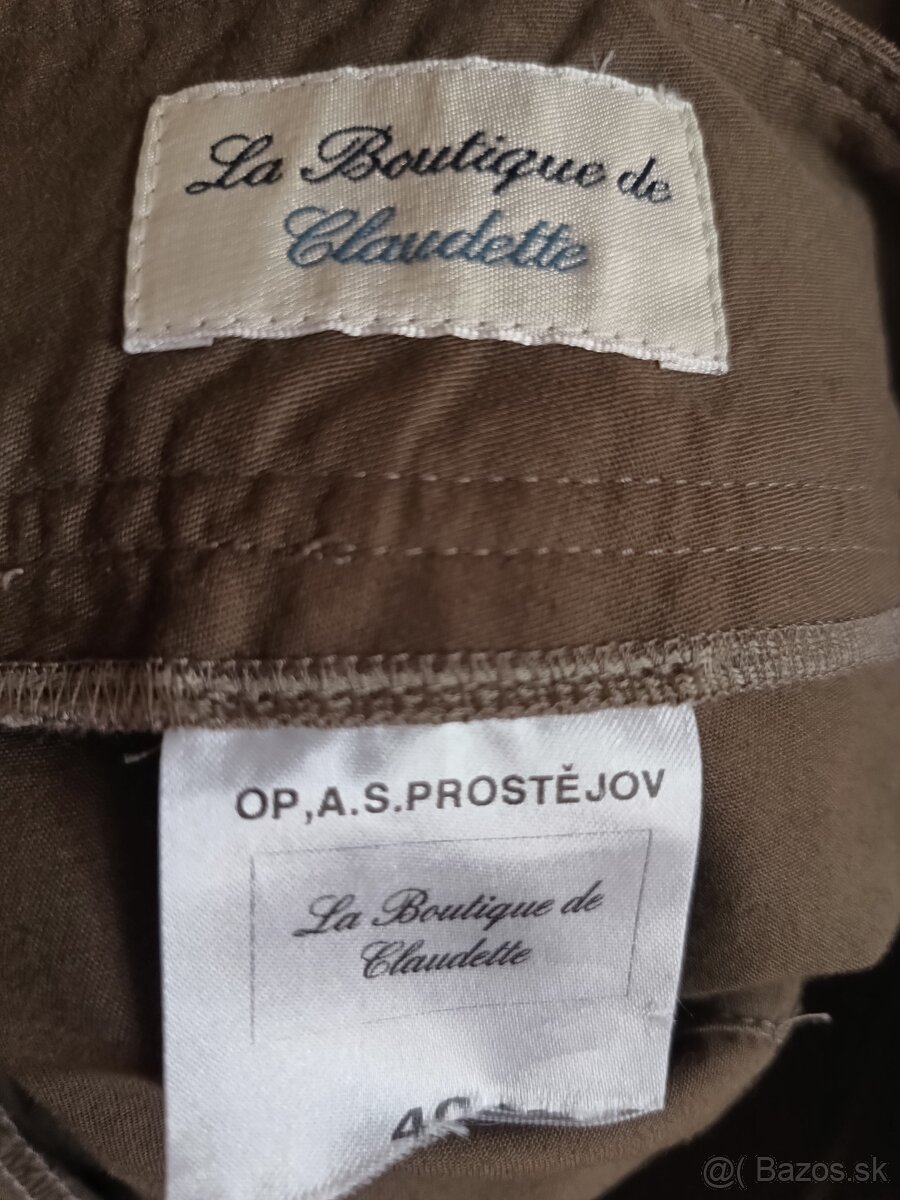 La Boutique de
Claudette
OP,A.S.PROSTĚJOV
La Boutique de
Claudette
@( Bazos.sk